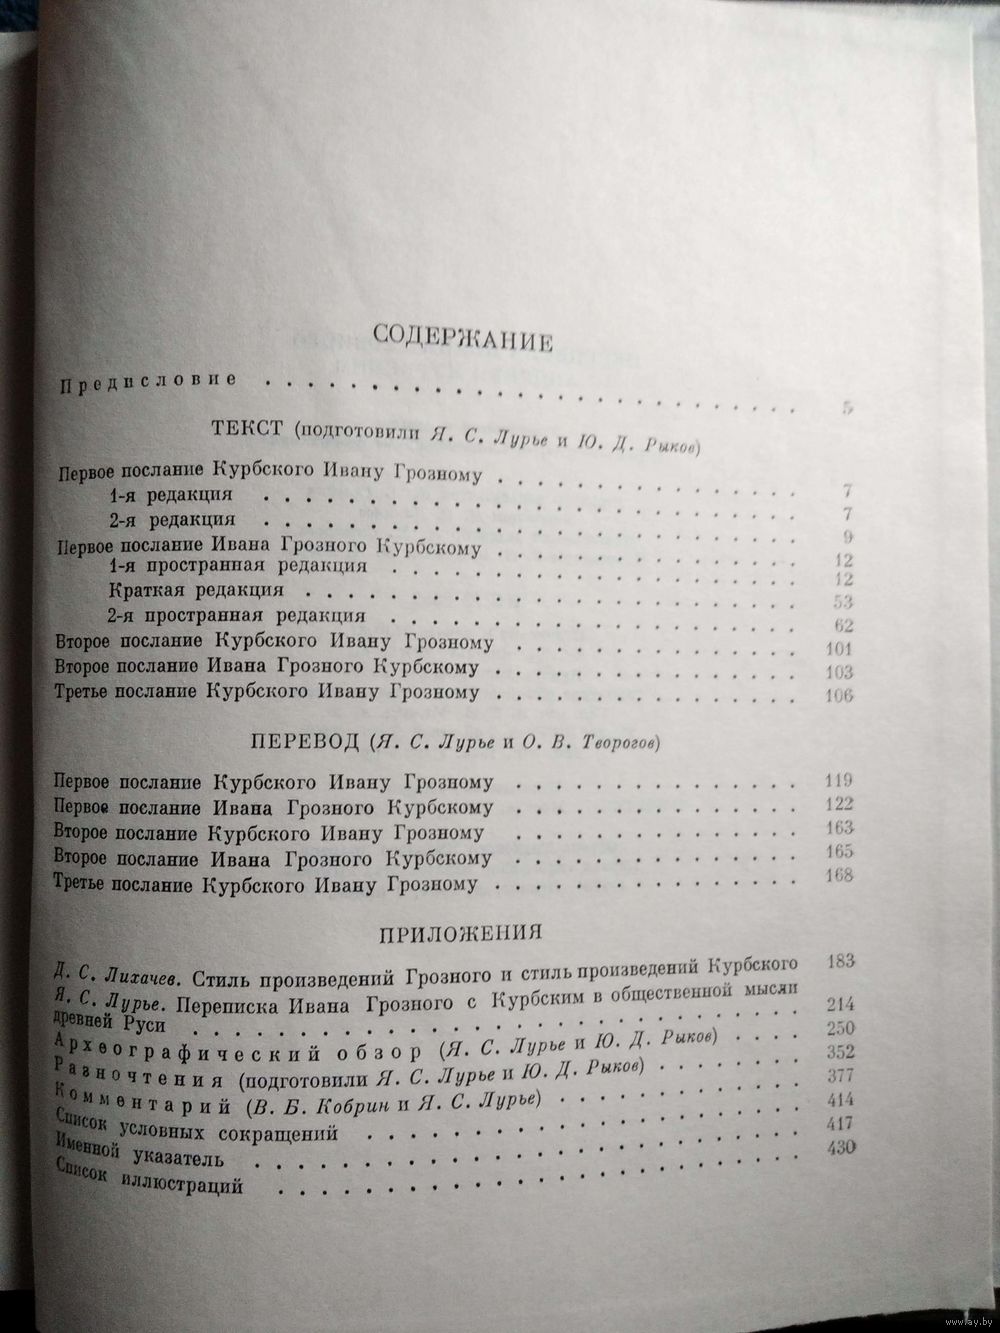 СОДЕРЖАНИЕ
Предисловие . . . . . . . . . . . . . . . . . . . . . . . . 5
ТЕКСТ (подготовили Я. С. Лурье и Ю. Д. Рыков)
Первое послание Курбского Ивану Грозному . . . . . . . . . . . . . . 7
1-я редакция . . . . . . . . . . . . . . . . . . . . . . . . 7
2-я редакция . . . . . . . . . . . . . . . . . . . . . . . . 9
Первое послание Ивана Грозного Курбскому . . . . . . . . . . . . . . 12
1-я пространная редакция . . . . . . . . . . . . . . . . . . 12
Краткая редакция . . . . . . . . . . . . . . . . . . . . . . 53
2-я пространная редакция . . . . . . . . . . . . . . . . . . 62
Второе послание Курбского Ивану Грозному . . . . . . . . . . . . . 101
Второе послание Ивана Грозного Курбскому . . . . . . . . . . . . . . 103
Третье послание Курбского Ивану Грозному . . . . . . . . . . . . . . 106
ПЕРЕВОД (Я. С. Лурье и О. В. Творогов)
Первое послание Курбского Ивану Грозному . . . . . . . . . . . . . 119
Первое послание Ивана Грозного Курбскому . . . . . . . . . . . . . 122
Второе послание Курбского Ивану Грозному . . . . . . . . . . . . . 163
Второе послание Ивана Грозного Курбскому . . . . . . . . . . . . . 165
Третье послание Курбского Ивану Грозному . . . . . . . . . . . . . . 168
ПРИЛОЖЕНИЯ
Д. С. Лихачев. Стиль произведений Грозного и стиль произведений Курбского 183
Я. С. Лурье. Переписка Ивана Грозного с Курбским в общественной мысли
древней Руси . . . . . . . . . . . . . . . . . . . . . . . . . . . 214
Археографический обзор (Я. С. Лурье и Ю. Д. Рыков) . . . . 250
Разночтения (подготовили Я. С. Лурье и Ю. Д. Рыков) . . . . . . . 352
Комментарий (В. Б. Кобрин и Я. С. Лурье) . . . . . . . . . . . 377
Список условных сокращений . . . . . . . . . . . . . . . . . . . . 414
Именной указатель . . . . . . . . . . . . . . . . . . . . . . . . . 417
Список иллюстраций . . . . . . . . . . . . . . . . . . . . . . . . 430
www.ay.by